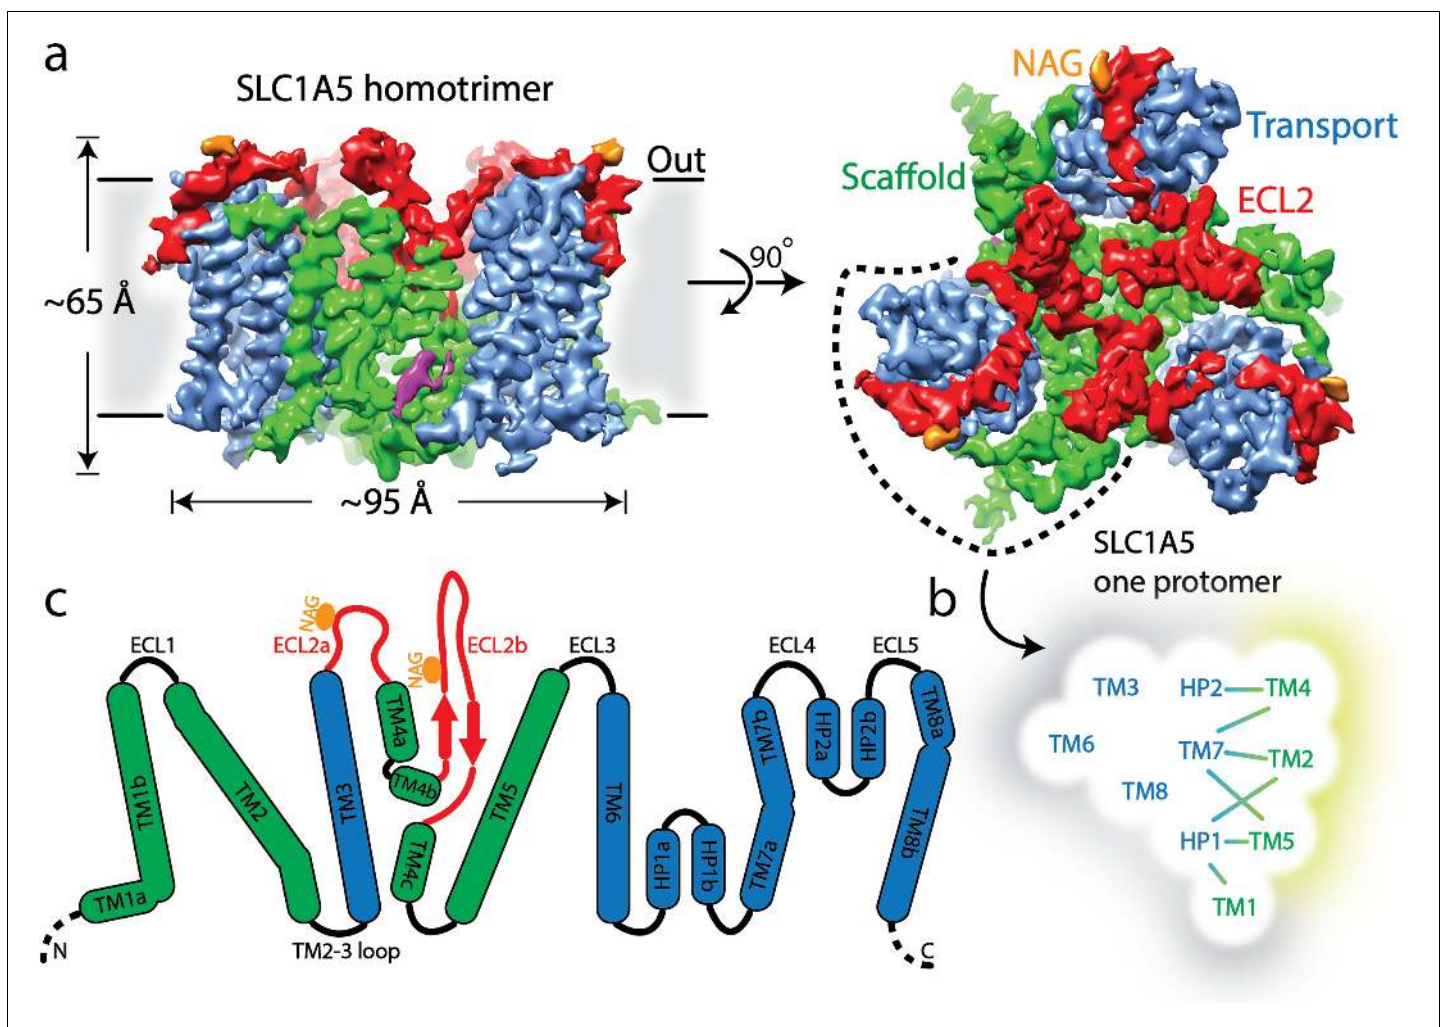 a
SLC1A5 homotrimer
Out
~65 Å
~95 Å
90°
NAG
Transport
Scaffold
ECL2
SLC1A5
one protomer
b
TM3 HP2 TM4
TM6 TM7 TM2
TM8
HP1 TM5
TM1
c
ECL1
NAG
ECL2a
NAG
ECL2b
ECL3
ECL4
ECL5
TM1b
TM2
TM3
TM4a
TM4b
TM4c
TM5
TM6
HP1a
HP1b
TM7a
TM7b
HP2a
HP2b
TM8a
TM8b
TM1a
N
TM2-3 loop
C